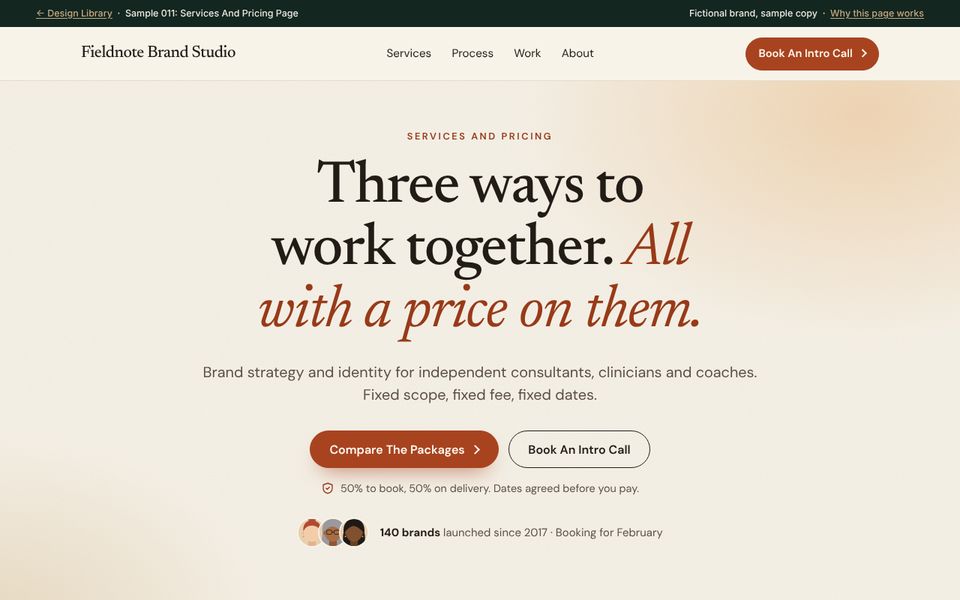 ← Design Library · Sample 011: Services And Pricing Page
Fictional brand, sample copy · Why this page works
Fieldnote Brand Studio
Services
Process
Work
About
Book An Intro Call
SERVICES AND PRICING
Three ways to
work together. All
with a price on them.
Brand strategy and identity for independent consultants, clinicians and coaches.
Fixed scope, fixed fee, fixed dates.
Compare The Packages
Book An Intro Call
50% to book, 50% on delivery. Dates agreed before you pay.
140 brands launched since 2017 · Booking for February